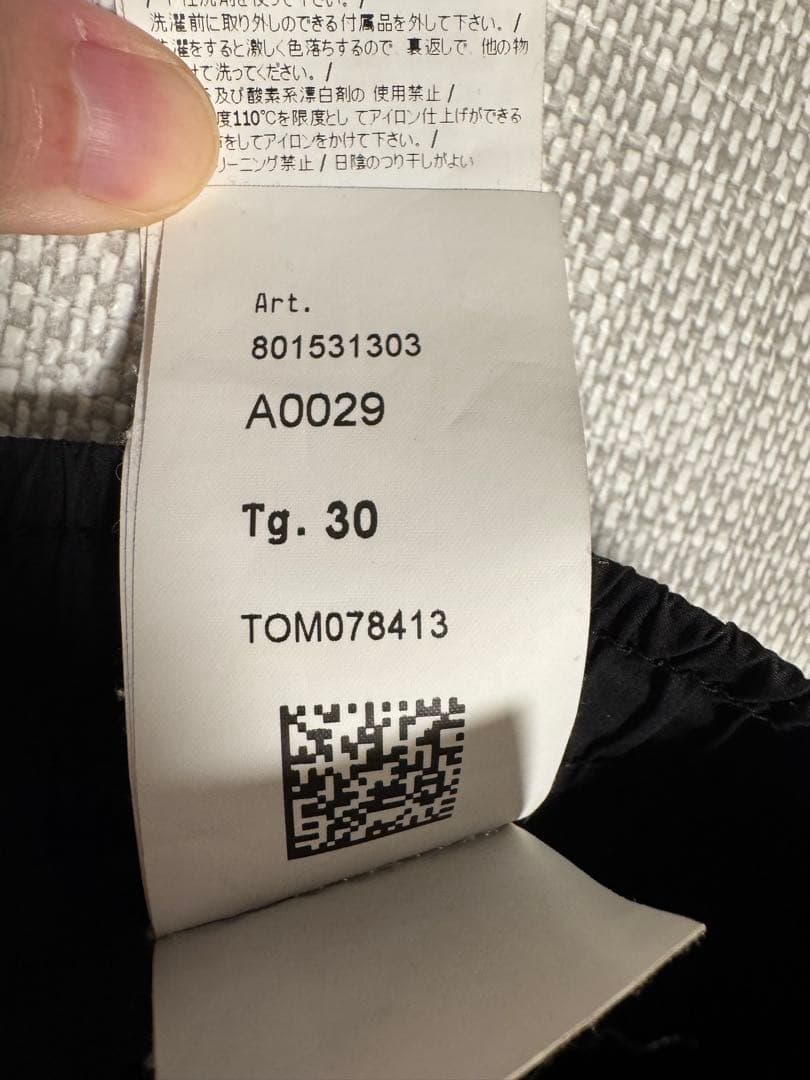 洗濯前に取り外しのできる付属品を外して下さい。/
濯をすると激しく色落ちするので、裏返しで、他の物
て洗ってください。/
及び酸素系漂白剤の 使用禁止 /
度110℃を限度とし てアイロン仕上げができる
をしてアイロンをかけて下さい。/
ーニング禁止 / 日陰のつり干しがよい
Art.
801531303
A0029
Tg. 30
TOM078413